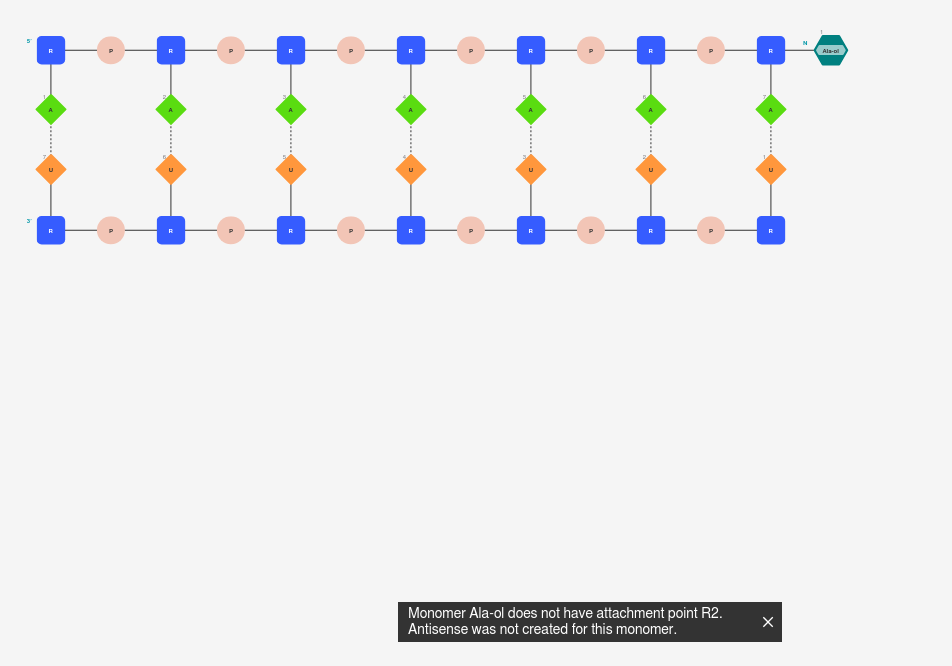 5'
R P R P R P R P R P R P R N Ala-ol
1 2 3 4 5 6 7
A A A A A A A
7 6 5 4 3 2 1
U U U U U U U
3'
R P R P R P R P R P R P R
Monomer Ala-ol does not have attachment point R2.
Antisense was not created for this monomer.